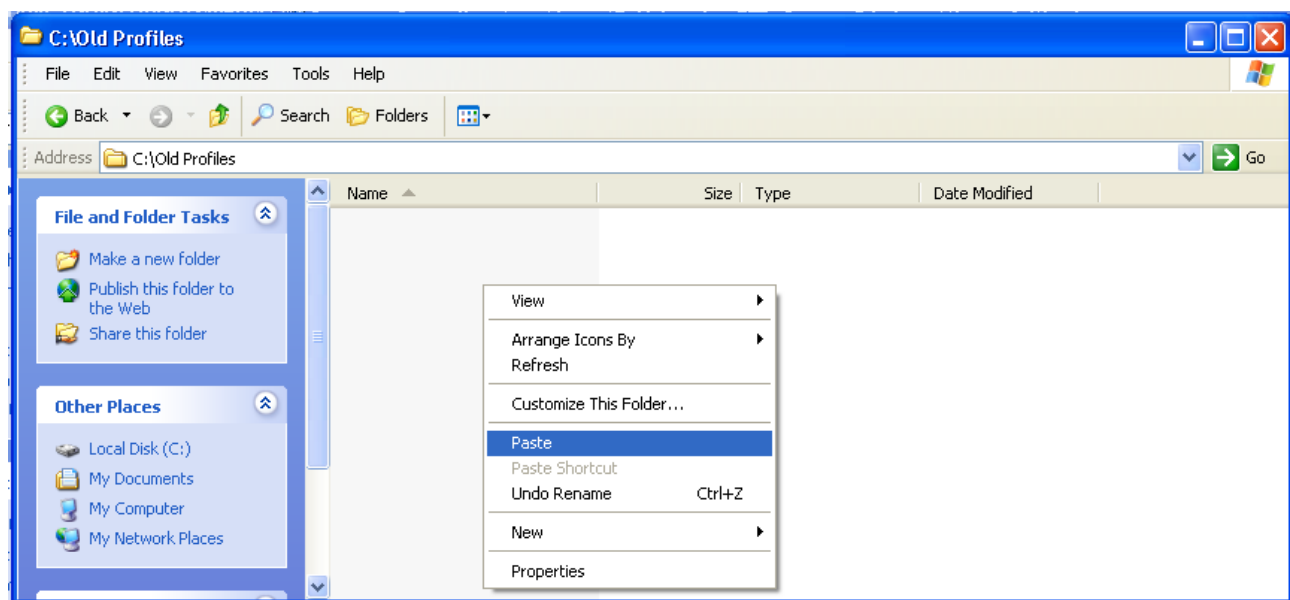 C:\Old Profiles
File Edit View Favorites Tools Help
Back Search Folders
Address C:\Old Profiles Go
Name Size Type Date Modified
File and Folder Tasks
Make a new folder
Publish this folder to
the Web
Share this folder
Other Places
Local Disk (C:)
My Documents
My Computer
My Network Places
View
Arrange Icons By
Refresh
Customize This Folder...
Paste
Paste Shortcut
Undo Rename Ctrl+Z
New
Properties